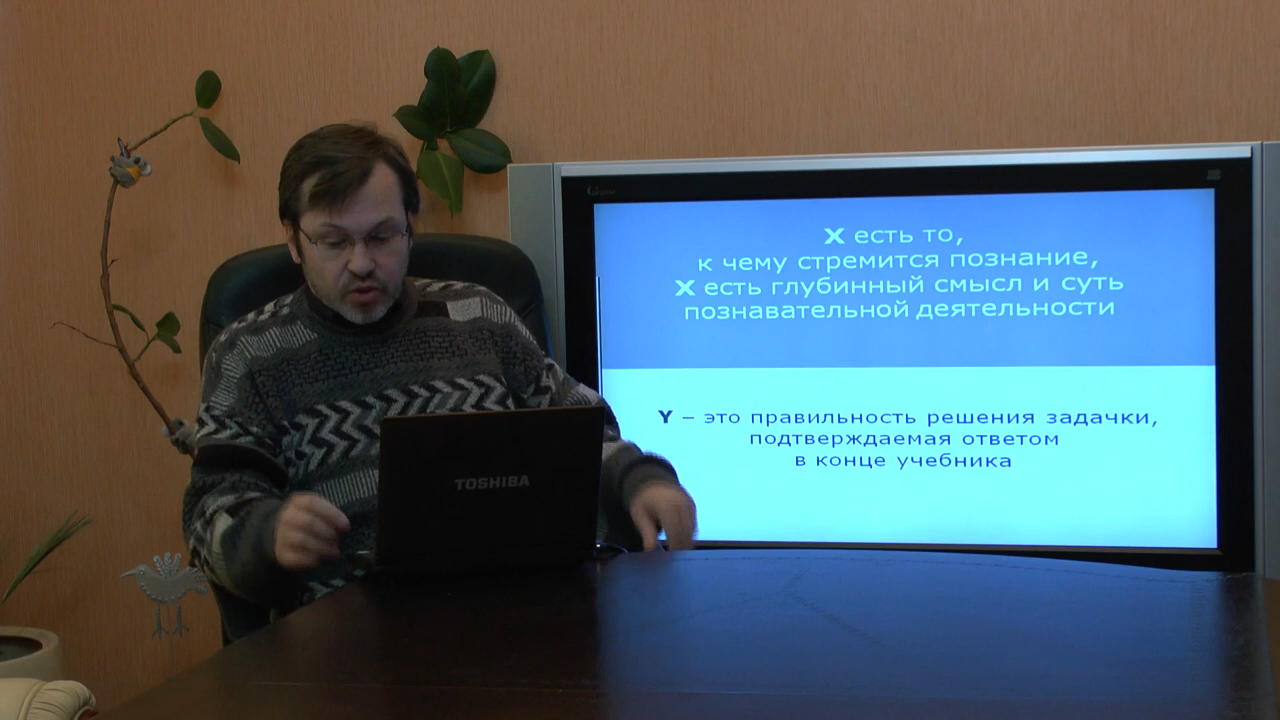 X есть то,
к чему стремится познание,
X есть глубинный смысл и суть
познавательной деятельности
Y – это правильность решения задачки,
подтверждаемая ответом
в конце учебника
TOSHIBA